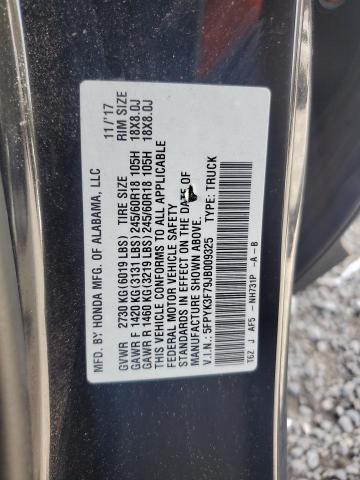 MFD. BY HONDA MFG. OF ALABAMA, LLC 11/'17
GVWR 2730 KG(6019 LBS) TIRE SIZE RIM SIZE
GAWR F 1420 KG(3131 LBS) 245/60R18 105H 18X8.0J
GAWR R 1460 KG(3219 LBS) 245/60R18 105H 18X8.0J
THIS VEHICLE CONFORMS TO ALL APPLICABLE
FEDERAL MOTOR VEHICLE SAFETY
STANDARDS IN EFFECT ON THE DATE OF
MANUFACTURE SHOWN ABOVE.
V.I.N.: 5FPYK3F79JB009325 TYPE: TRUCK
TGZ J AF5 - NH731P -A -B